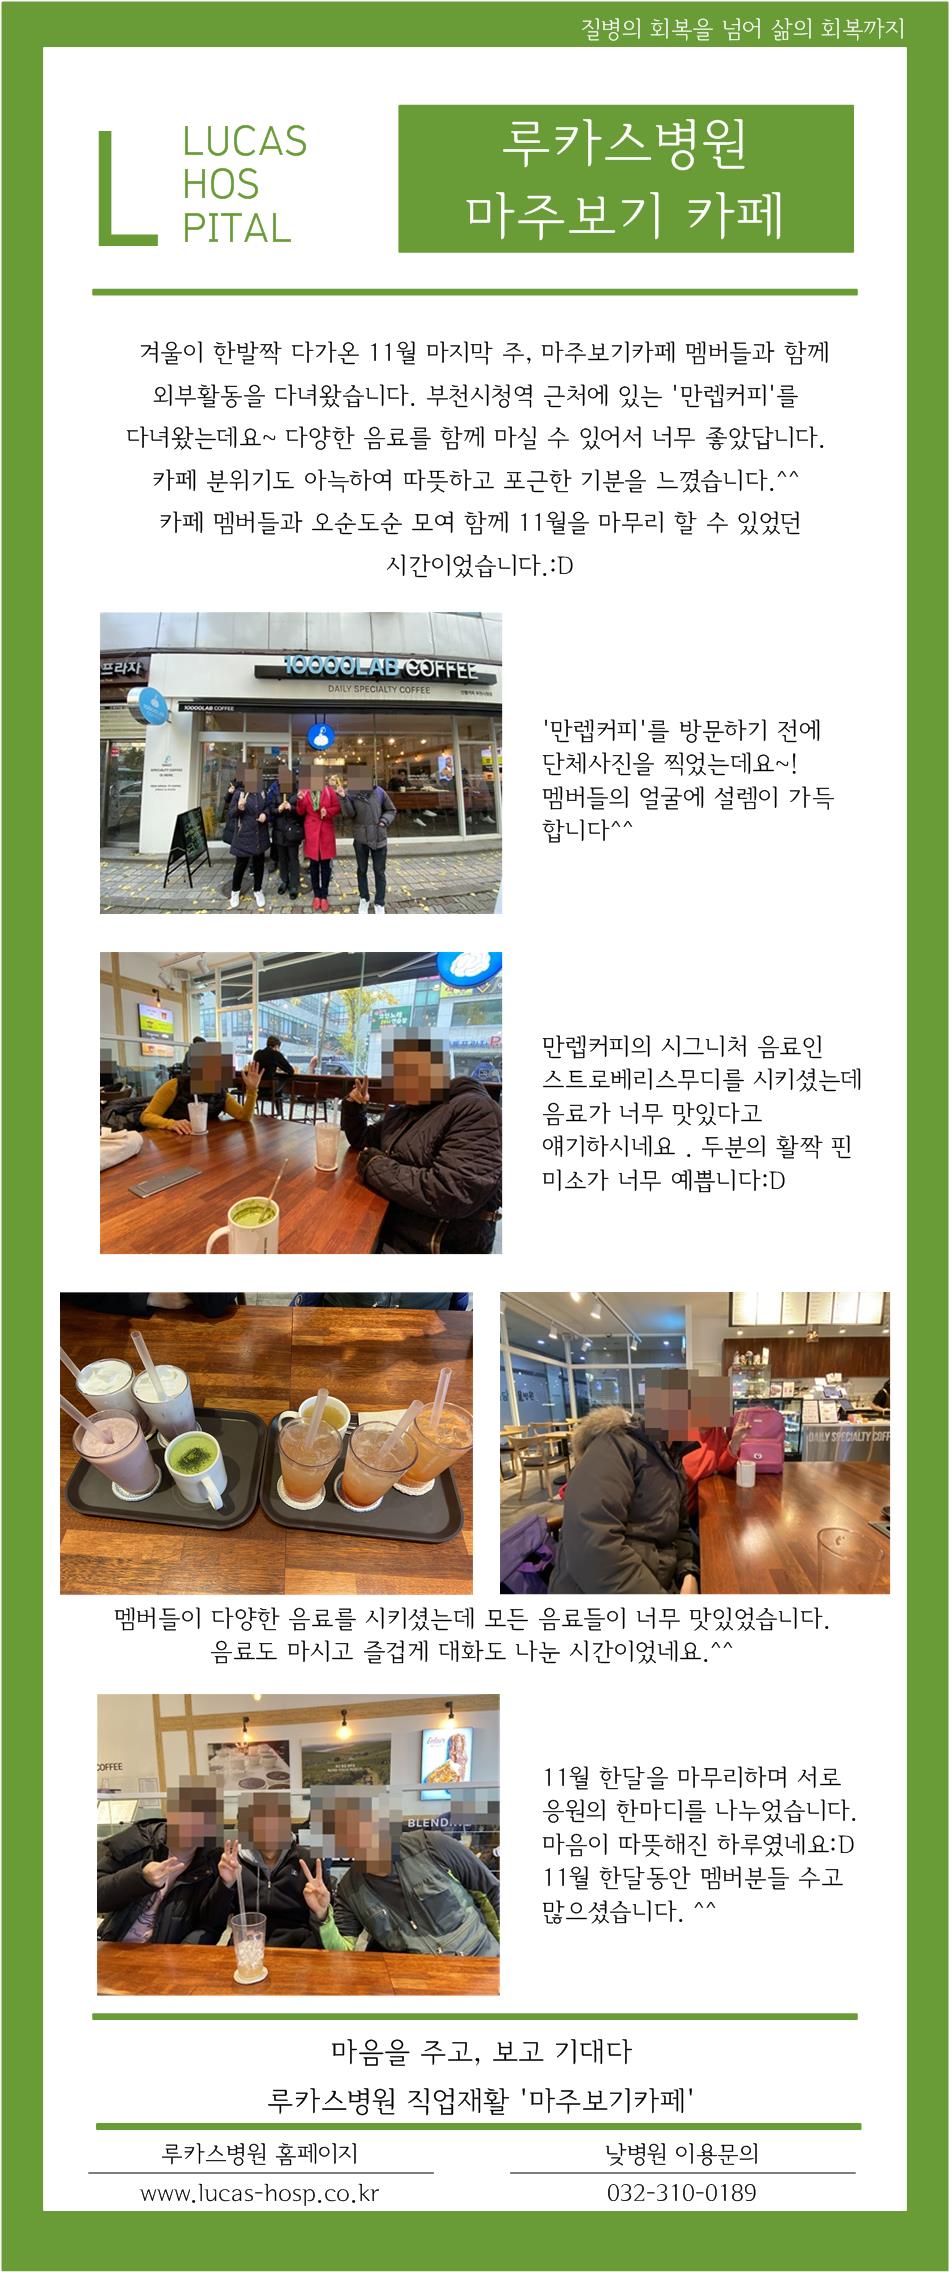 질병의 회복을 넘어 삶의 회복까지
L
LUCAS
HOS
PITAL
루카스병원
마주보기 카페
겨울이 한발짝 다가온 11월 마지막 주, 마주보기카페 멤버들과 함께
외부활동을 다녀왔습니다. 부천시청역 근처에 있는 '만렙커피'를
다녀왔는데요~ 다양한 음료를 함께 마실 수 있어서 너무 좋았답니다.
카페 분위기도 아늑하여 따뜻하고 포근한 기분을 느꼈습니다.^^
카페 멤버들과 오순도순 모여 함께 11월을 마무리 할 수 있었던
시간이었습니다.:D
프라자
10000LAB COFFEE
DAILY SPECIALTY COFFEE
10000LAB COFFEE
'만렙커피'를 방문하기 전에
단체사진을 찍었는데요~!
멤버들의 얼굴에 설렘이 가득
합니다^^
만렙커피의 시그니처 음료인
스트로베리스무디를 시키셨는데
음료가 너무 맛있다고
얘기하시네요 . 두분의 활짝 핀
미소가 너무 예쁩니다:D
DAILY SPECIALTY COFF
멤버들이 다양한 음료를 시키셨는데 모든 음료들이 너무 맛있었습니다.
음료도 마시고 즐겁게 대화도 나눈 시간이었네요.^^
COFFEE
BLEND
11월 한달을 마무리하며 서로
응원의 한마디를 나누었습니다.
마음이 따뜻해진 하루였네요:D
11월 한달동안 멤버분들 수고
많으셨습니다. ^^
마음을 주고, 보고 기대다
루카스병원 직업재활 '마주보기카페'
루카스병원 홈페이지
낮병원 이용문의
www.lucas-hosp.co.kr
032-310-0189